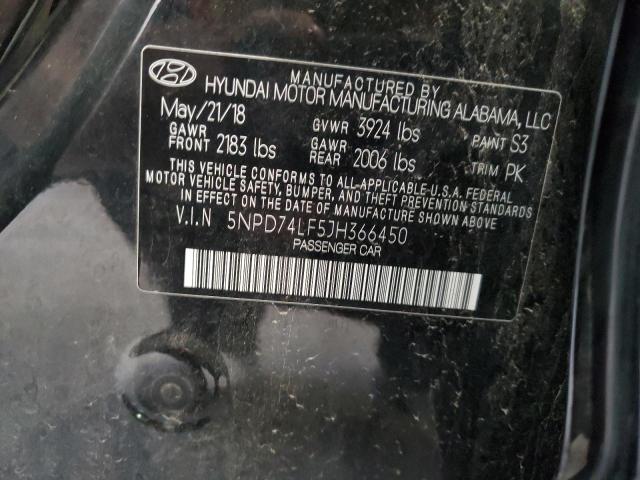 MANUFACTURED BY
HYUNDAI MOTOR MANUFACTURING ALABAMA, LLC
May/21/18 GVWR 3924 lbs PAINT S3
GAWR FRONT 2183 lbs GAWR REAR 2006 lbs TRIM PK
THIS VEHICLE CONFORMS TO ALL-APPLICABLE-U.S.A. FEDERAL
MOTOR VEHICLE SAFETY, BUMPER, AND THEFT PREVENTION STANDARDS
IN EFFECT ON THE DATE OF MANUFACTURE SHOWN ABOVE.
V.I.N 5NPD74LF5JH366450
PASSENGER CAR